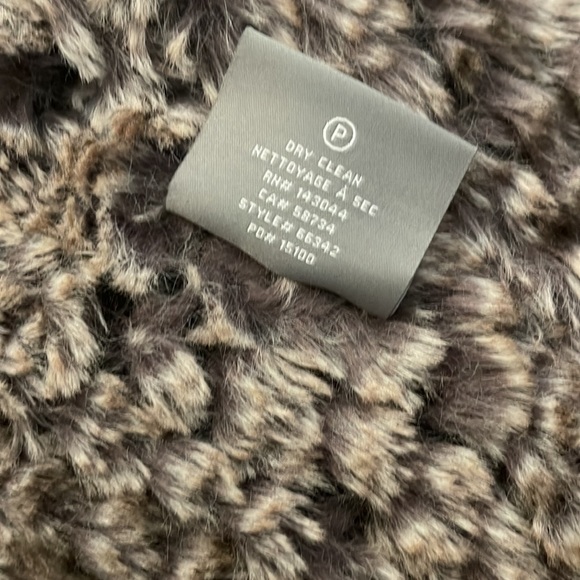 P
DRY CLEAN
NETTOYAGE À SEC
RN# 143044
CA# 58734
STYLE# 66342
PO# 15100